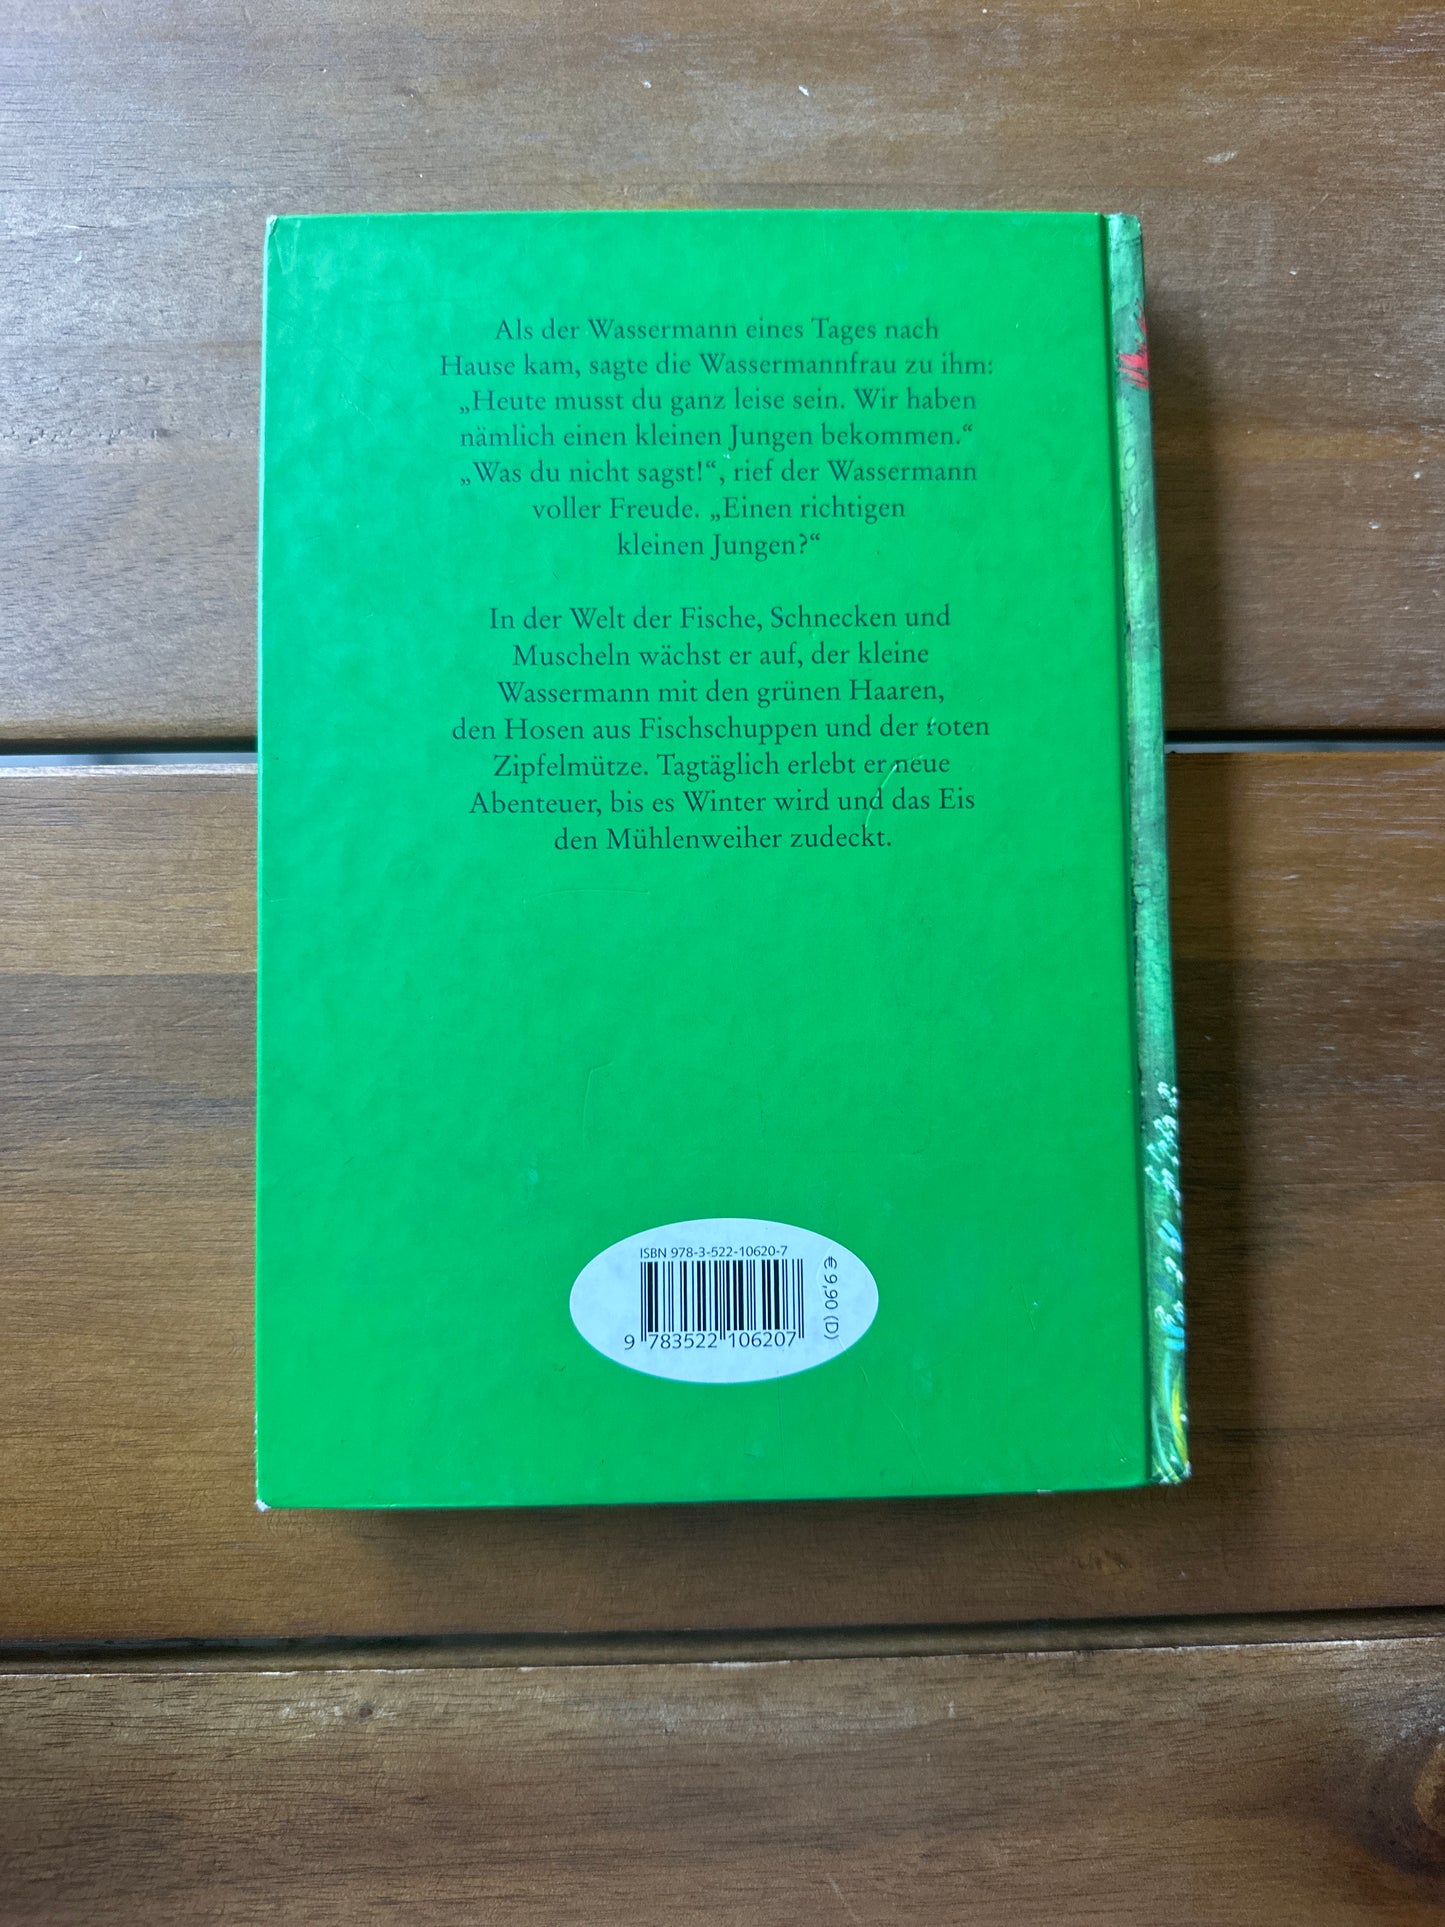 Als der Wassermann eines Tages nach
Hause kam, sagte die Wassermannfrau zu ihm:
„Heute musst du ganz leise sein. Wir haben
nämlich einen kleinen Jungen bekommen.“
„Was du nicht sagst!“, rief der Wassermann
voller Freude. „Einen richtigen
kleinen Jungen?“
In der Welt der Fische, Schnecken und
Muscheln wächst er auf, der kleine
Wassermann mit den grünen Haaren,
den Hosen aus Fischschuppen und der roten
Zipfelmütze. Tagtäglich erlebt er neue
Abenteuer, bis es Winter wird und das Eis
den Mühlenweiher zudeckt.
ISBN 978-3-522-10620-7
9 783522 106207
€ 9,90 (D)